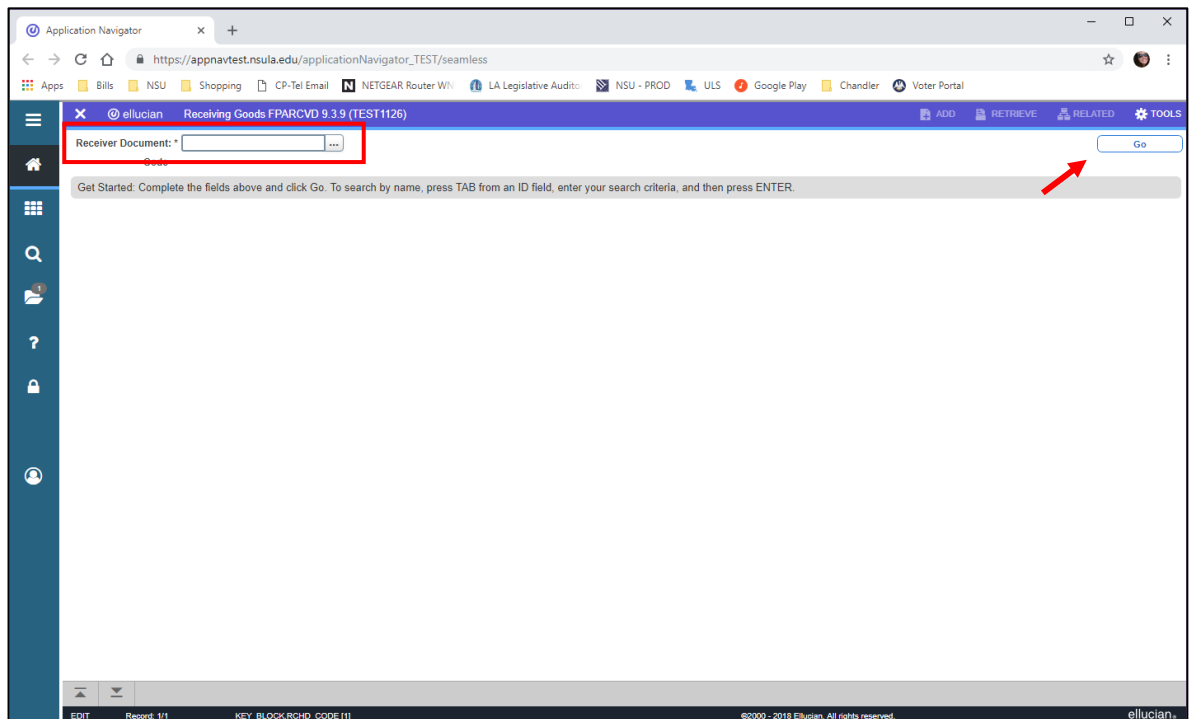 Application Navigator
https://appnavtest.nsula.edu/applicationNavigator_TEST/seamless
Apps Bills NSU Shopping CP-Tel Email NETGEAR Router WN LA Legislative Audito NSU - PROD ULS Google Play Chandler Voter Portal
ellucian Receiving Goods FPARCVD 9.3.9 (TEST1126) ADD RETRIEVE RELATED TOOLS
Receiver Document: * ... Go
Code
Get Started: Complete the fields above and click Go. To search by name, press TAB from an ID field, enter your search criteria, and then press ENTER.
1
EDIT Record: 1/1 KEY_BLOCK.RCHD_CODE [1] ©2000 - 2018 Ellucian. All rights reserved. ellucian.